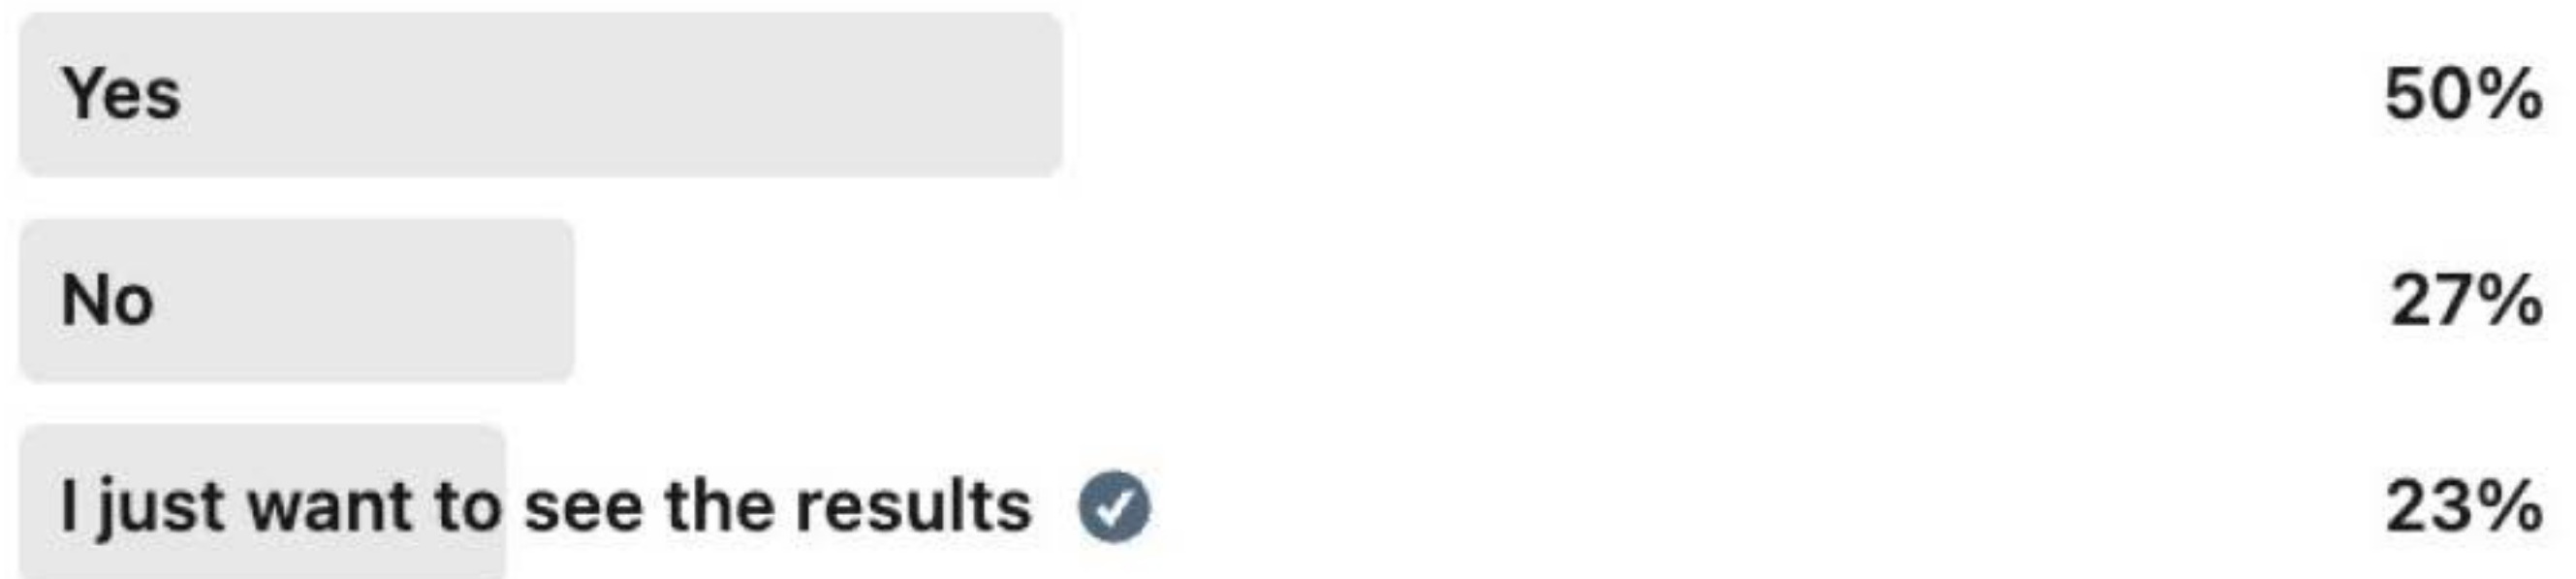 Yes 50%
No 27%
I just want to see the results 23%